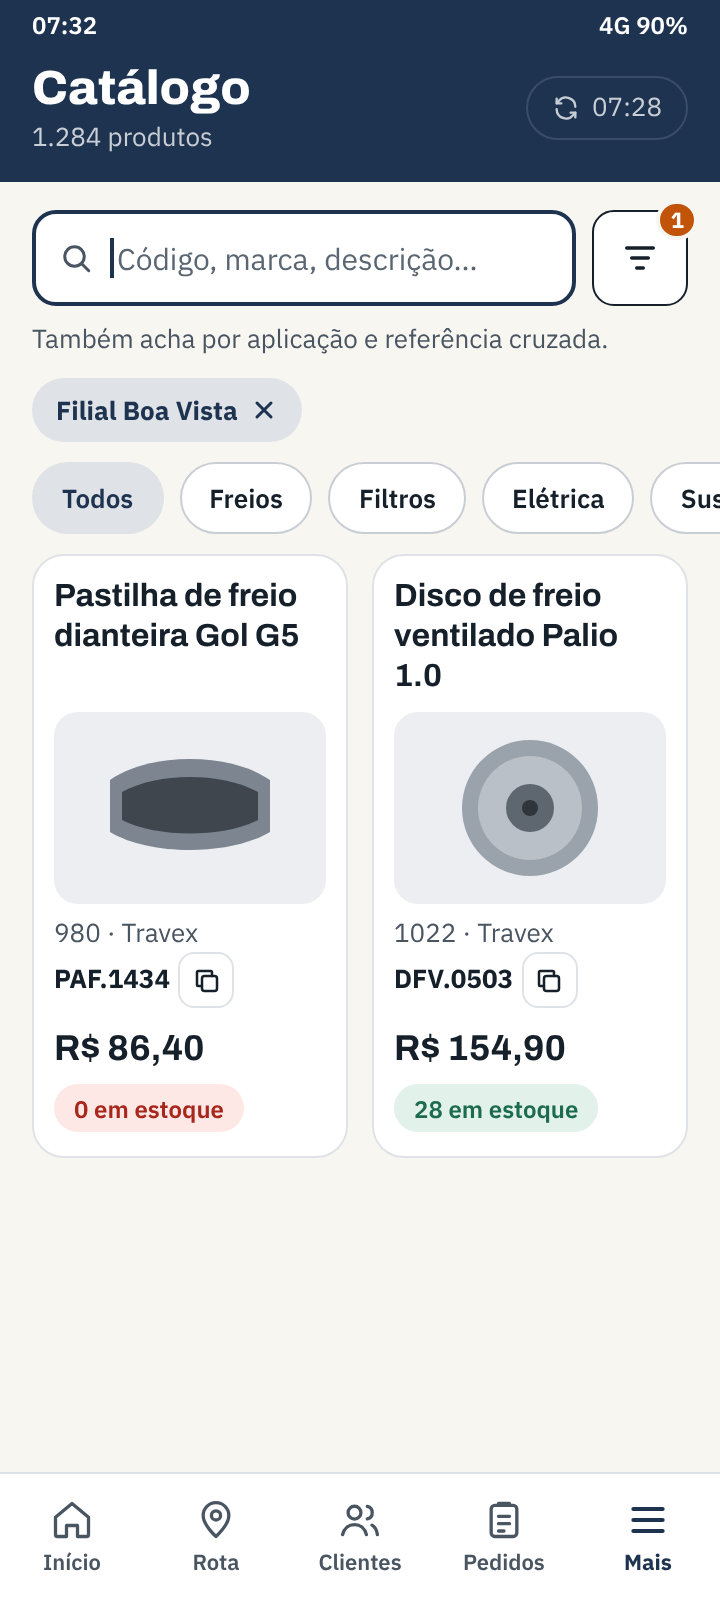 07:32
4G 90%
Catálogo
1.284 produtos
07:28
Código, marca, descrição...
1
Também acha por aplicação e referência cruzada.
Filial Boa Vista
Todos
Freios
Filtros
Elétrica
Sus
Pastilha de freio
dianteira Gol G5
980 · Travex
PAF.1434
R$ 86,40
0 em estoque
Disco de freio
ventilado Palio
1.0
1022 · Travex
DFV.0503
R$ 154,90
28 em estoque
Início
Rota
Clientes
Pedidos
Mais